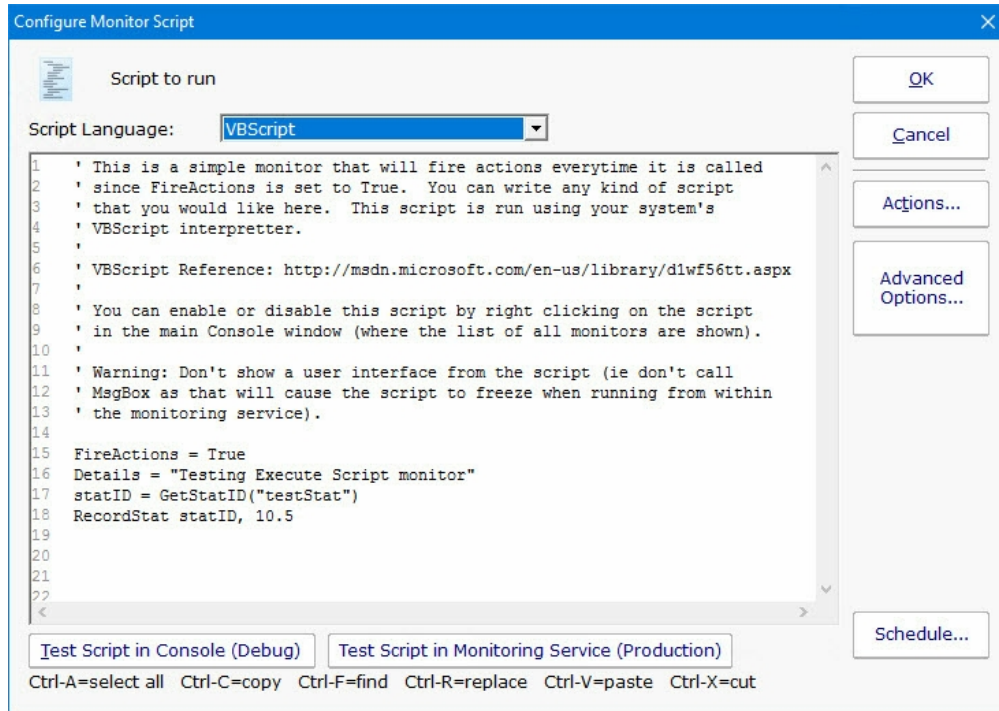 Configure Monitor Script
Script to run
OK
Script Language: VBScript
Cancel
1 ' This is a simple monitor that will fire actions everytime it is called
2 ' since FireActions is set to True.  You can write any kind of script
3 ' that you would like here.  This script is run using your system's
4 ' VBScript interpretter.
5 '
6 ' VBScript Reference: http://msdn.microsoft.com/en-us/library/d1wf56tt.aspx
7 '
8 ' You can enable or disable this script by right clicking on the script
9 ' in the main Console window (where the list of all monitors are shown).
10 '
11 ' Warning: Don't show a user interface from the script (ie don't call
12 ' MsgBox as that will cause the script to freeze when running from within
13 ' the monitoring service).
14
15 FireActions = True
16 Details = "Testing Execute Script monitor"
17 statID = GetStatID("testStat")
18 RecordStat statID, 10.5
19
20
21
22
Actions...
Advanced
Options...
Schedule...
Test Script in Console (Debug) Test Script in Monitoring Service (Production)
Ctrl-A=select all Ctrl-C=copy Ctrl-F=find Ctrl-R=replace Ctrl-V=paste Ctrl-X=cut